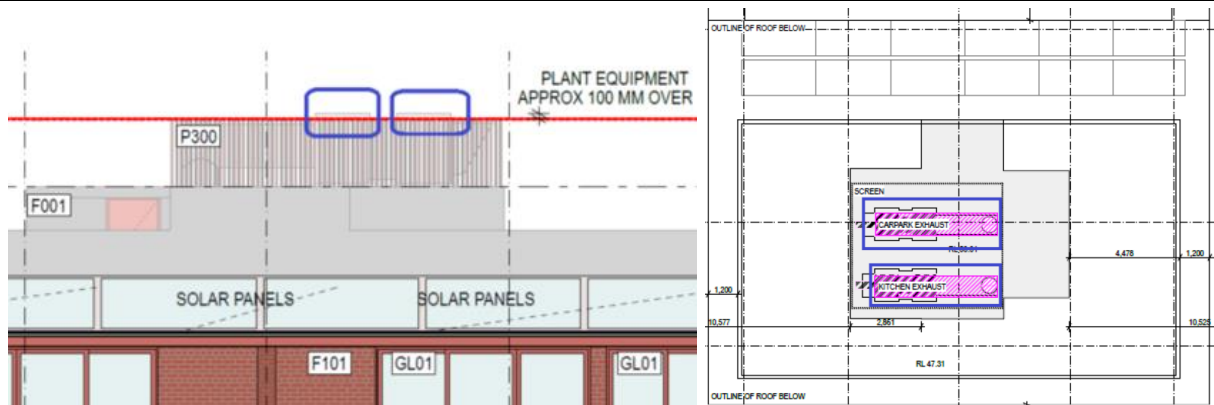 PLANT EQUIPMENT
APPROX 100 MM OVER
P300
F001
SOLAR PANELS
SOLAR PANELS
F101
GL01
GL01
OUTLINE OF ROOF BELOW
SCREEN
CARPARK EXHAUST
KITCHEN EXHAUST
4,478
1,200
1,200
10,577
2,861
10,525
RL 47.31
OUTLINE OF ROOF BELOW